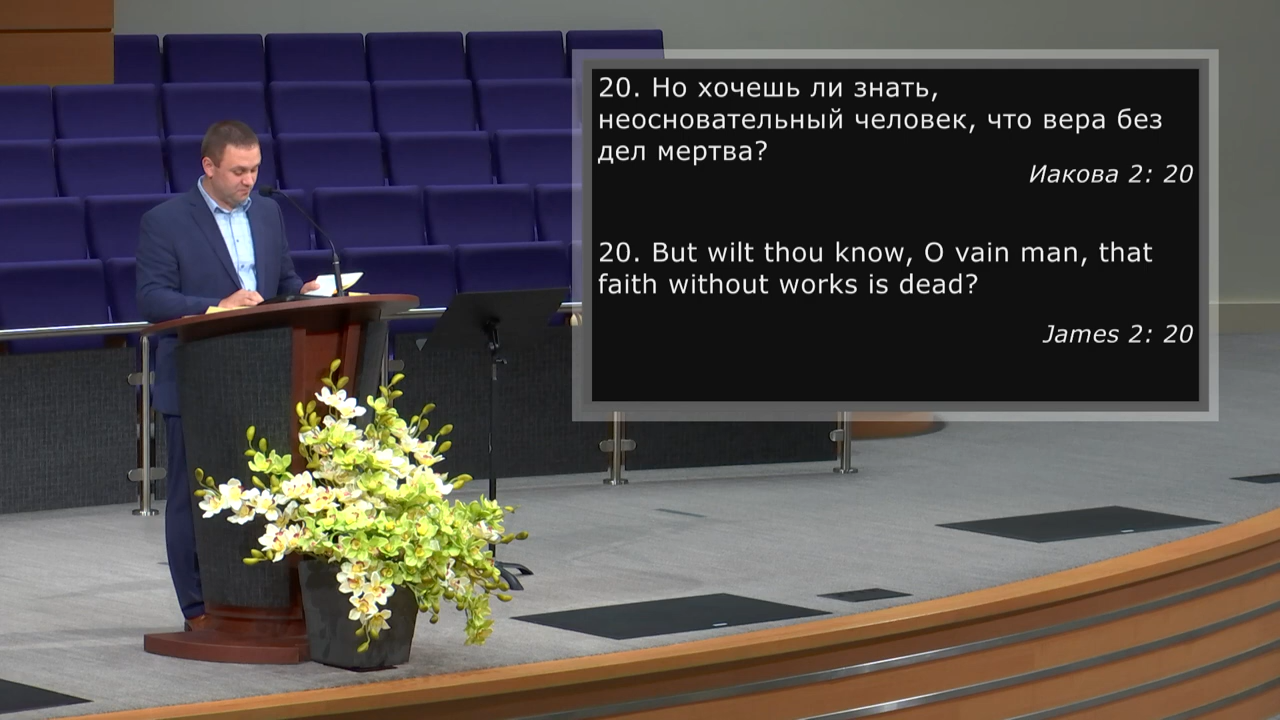 20. Но хочешь ли знать,
неосновательный человек, что вера без
дел мертва?
Иакова 2: 20
20. But wilt thou know, O vain man, that
faith without works is dead?
James 2: 20